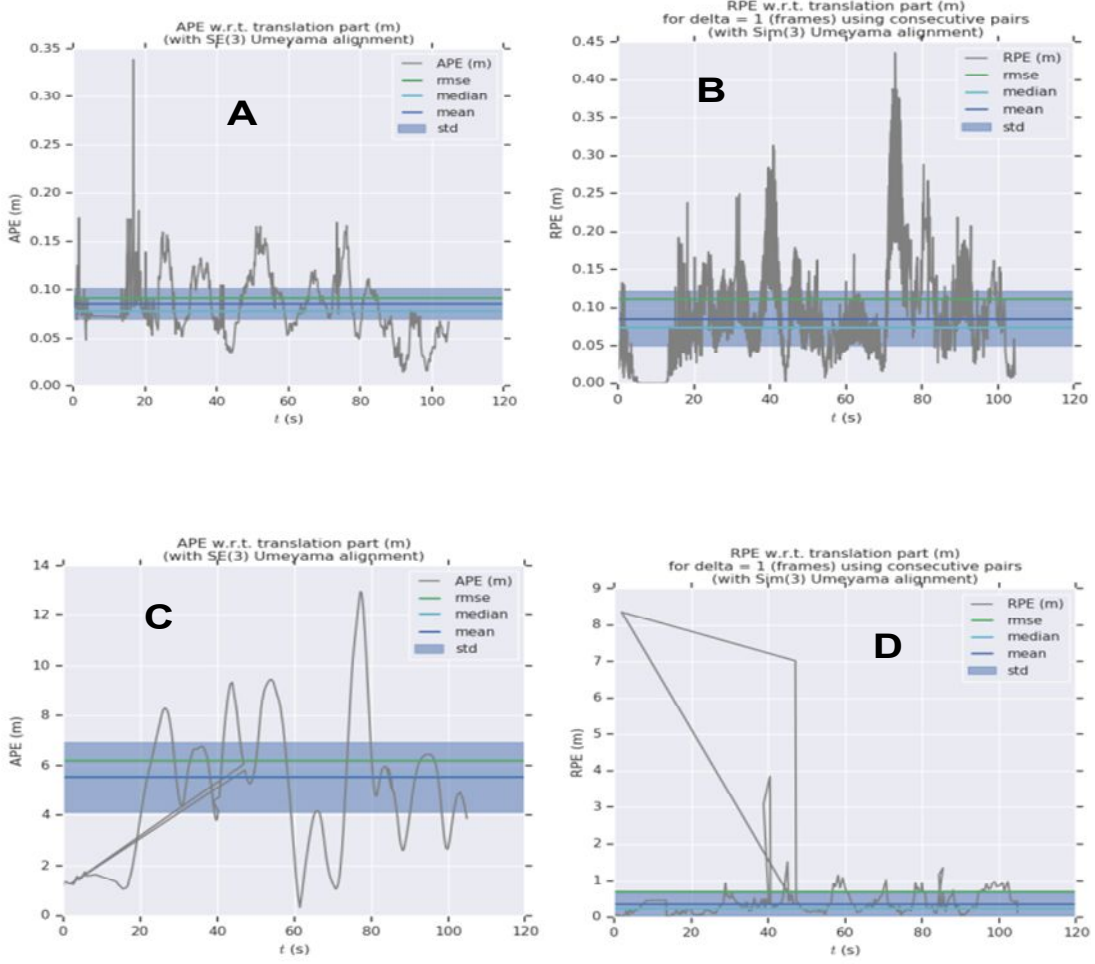 APE w.r.t. translation part (m)
(with SE(3) Umeyama alignment)
0.35
0.30
0.25
0.20
0.15
0.10
0.05
0.00
APE (m)
A
APE (m)
rmse
median
mean
std
0 20 40 60 80 100 120
t (s)
RPE w.r.t. translation part (m)
for delta = 1 (frames) using consecutive pairs
(with Sim(3) Umeyama alignment)
0.45
0.40
0.35
0.30
0.25
0.20
0.15
0.10
0.05
0.00
RPE (m)
B
RPE (m)
rmse
median
mean
std
0 20 40 60 80 100 120
t (s)
APE w.r.t. translation part (m)
(with SE(3) Umeyama alignment)
14
12
10
8
6
4
2
0
APE (m)
C
APE (m)
rmse
median
mean
std
0 20 40 60 80 100 120
t (s)
RPE w.r.t. translation part (m)
for delta = 1 (frames) using consecutive pairs
(with Sim(3) Umeyama alignment)
9
8
7
6
5
4
3
2
1
0
RPE (m)
D
RPE (m)
rmse
median
mean
std
0 20 40 60 80 100 120
t (s)